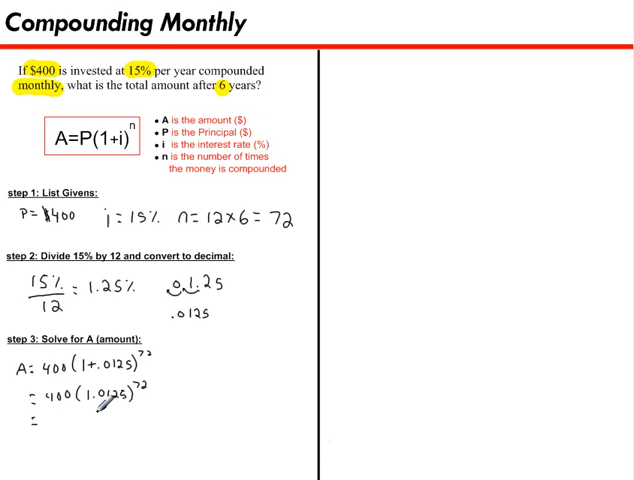 Compounding Monthly
If $400 is invested at 15% per year compounded
monthly, what is the total amount after 6 years?
A=P(1+i)^n
• A is the amount ($)
• P is the Principal ($)
• i is the interest rate (%)
• n is the number of times
the money is compounded
step 1: List Givens:
P= $400 i = 15% n = 12 × 6 = 72
step 2: Divide 15% by 12 and convert to decimal:
15%/12 = 1.25% 01.25
.0125
step 3: Solve for A (amount):
A = 400 (1+.0125)^72
= 400 (1.0125)^72
=